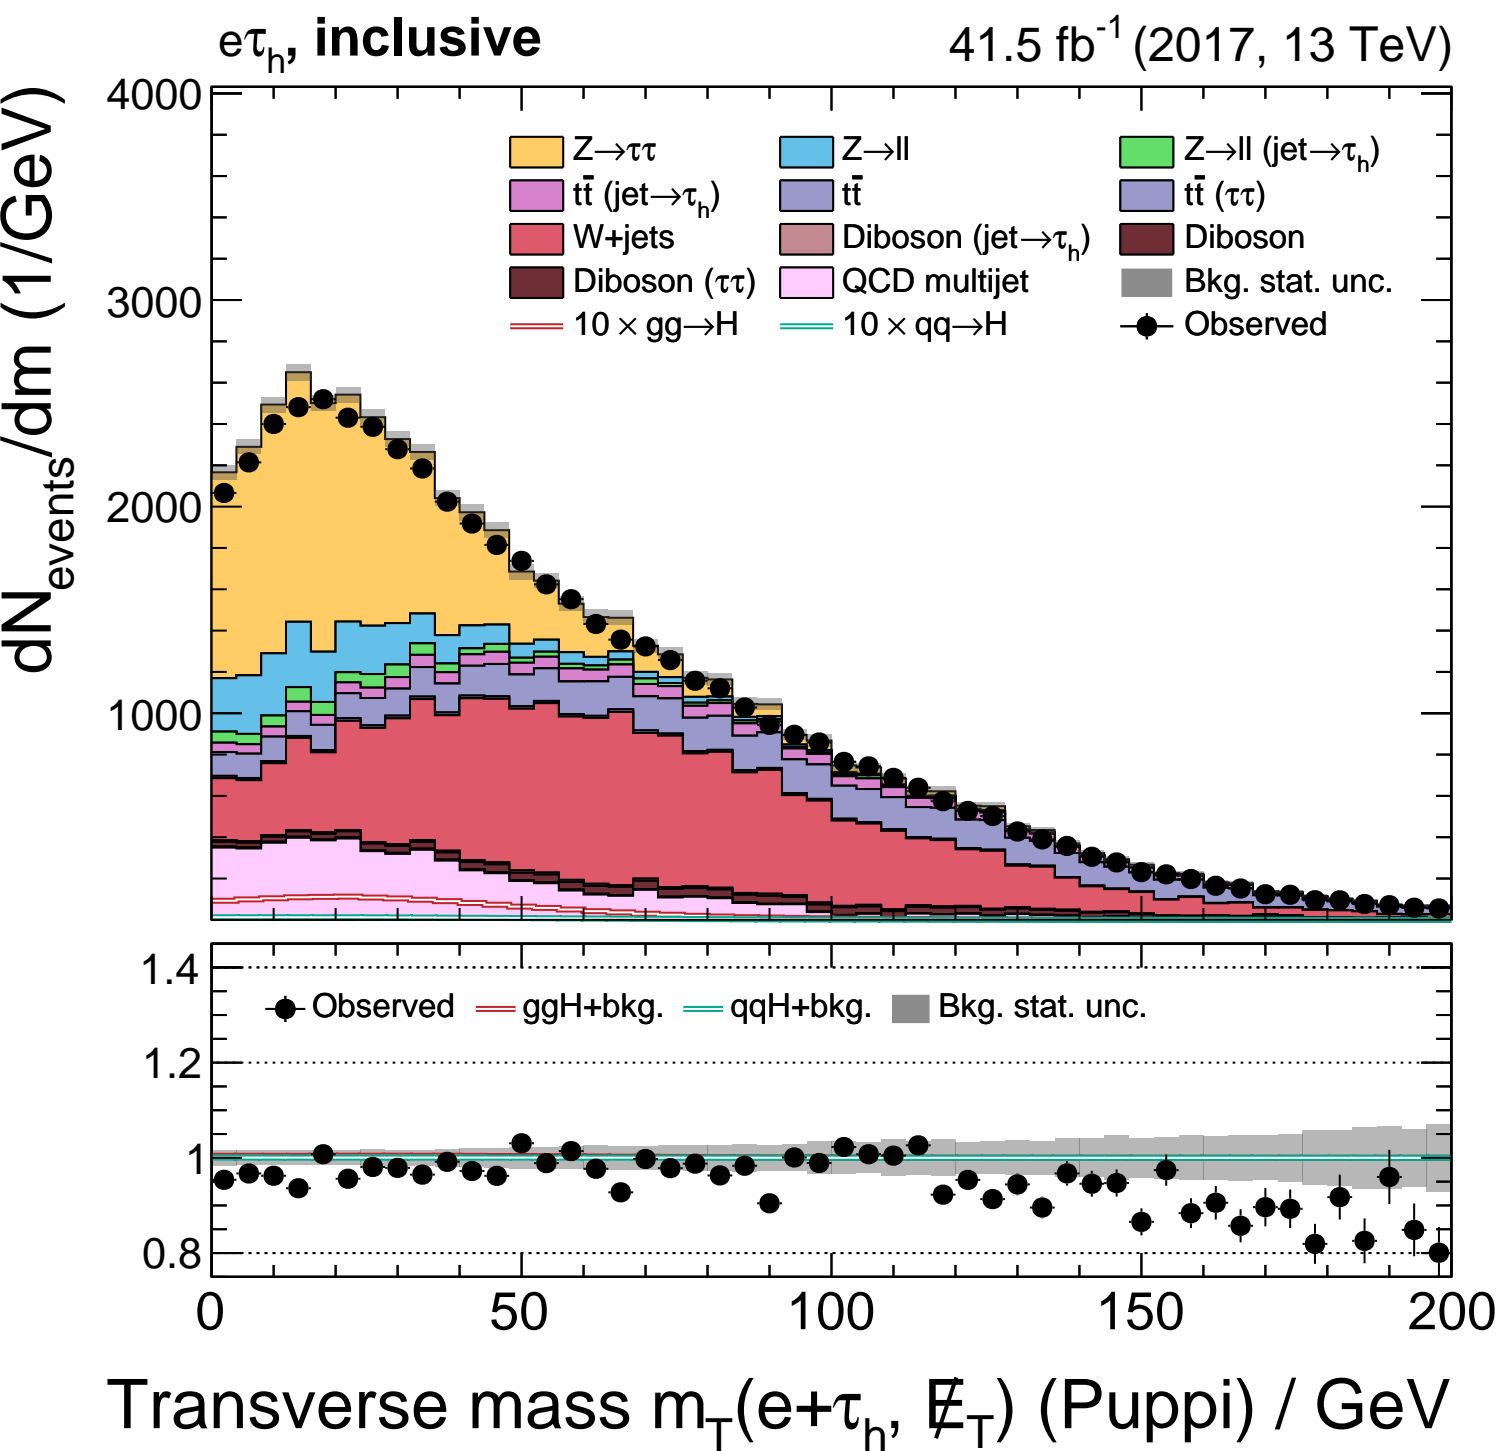 eτh, inclusive 41.5 fb-1 (2017, 13 TeV)
dNevents/dm (1/GeV)
4000
3000
2000
1000
Z→ττ Z→ll Z→ll (jet→τh)
tt̄ (jet→τh) tt̄ tt̄ (ττ)
W+jets Diboson (jet→τh) Diboson
Diboson (ττ) QCD multijet Bkg. stat. unc.
10 × gg→H 10 × qq→H Observed
1.4
1.2
1
0.8
Observed ggH+bkg. qqH+bkg. Bkg. stat. unc.
0 50 100 150 200
Transverse mass mT(e+τh, E̸T) (Puppi) / GeV